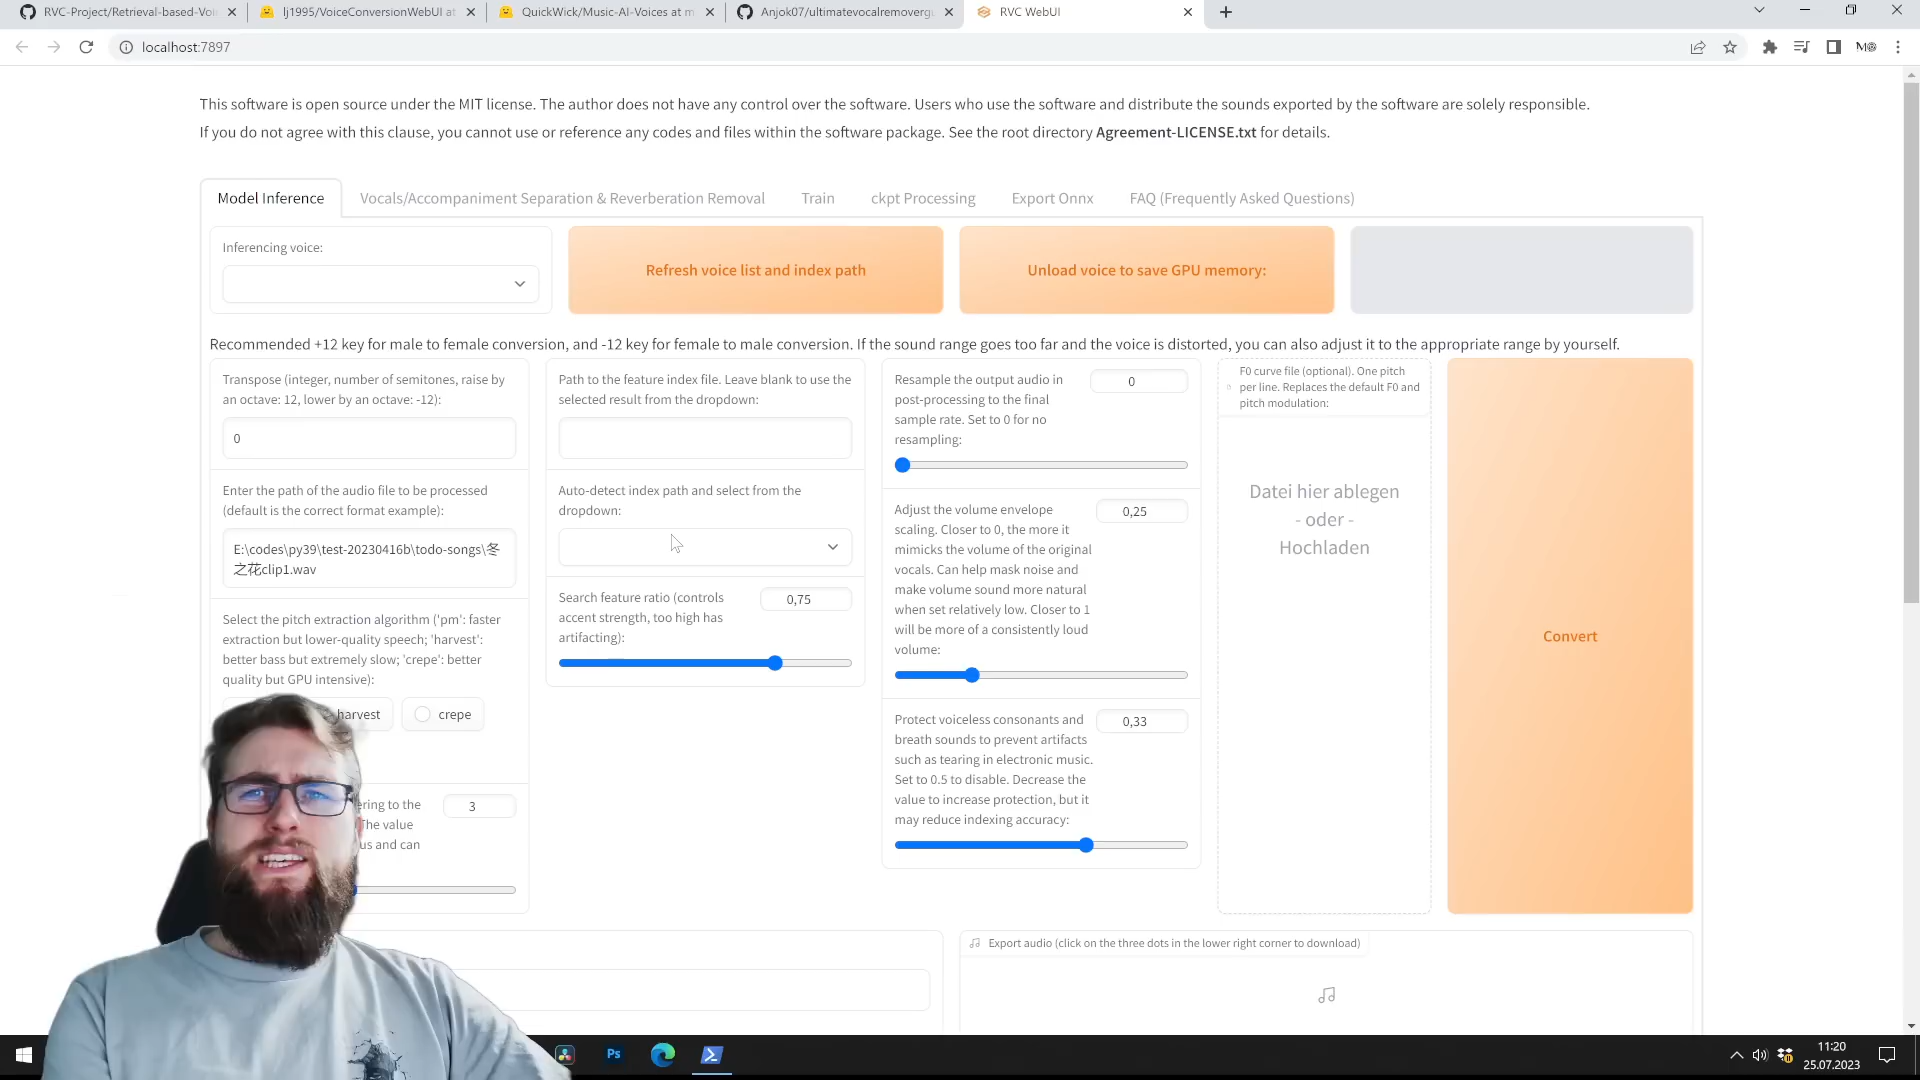 RVC-Project/Retrieval-based-Voi
lj1995/VoiceConversionWebUI at
QuickWick/Music-AI-Voices at m
Anjok07/ultimatevocalremovergu
RVC WebUI
localhost:7897
This software is open source under the MIT license. The author does not have any control over the software. Users who use the software and distribute the sounds exported by the software are solely responsible.
If you do not agree with this clause, you cannot use or reference any codes and files within the software package. See the root directory Agreement-LICENSE.txt for details.
Model Inference
Vocals/Accompaniment Separation & Reverberation Removal
Train
ckpt Processing
Export Onnx
FAQ (Frequently Asked Questions)
Inferencing voice:
Refresh voice list and index path
Unload voice to save GPU memory:
Recommended +12 key for male to female conversion, and -12 key for female to male conversion. If the sound range goes too far and the voice is distorted, you can also adjust it to the appropriate range by yourself.
Transpose (integer, number of semitones, raise by
an octave: 12, lower by an octave: -12):
0
Enter the path of the audio file to be processed
(default is the correct format example):
E:\codes\py39\test-20230416b\todo-songs\冬
之花clip1.wav
Select the pitch extraction algorithm ('pm': faster
extraction but lower-quality speech; 'harvest':
better bass but extremely slow; 'crepe': better
quality but GPU intensive):
harvest
crepe
ering to the
The value
us and can
3
Path to the feature index file. Leave blank to use the
selected result from the dropdown:
Auto-detect index path and select from the
dropdown:
Search feature ratio (controls
accent strength, too high has
artifacting):
0,75
Resample the output audio in
post-processing to the final
sample rate. Set to 0 for no
resampling:
0
Adjust the volume envelope
scaling. Closer to 0, the more it
mimicks the volume of the original
vocals. Can help mask noise and
make volume sound more natural
when set relatively low. Closer to 1
will be more of a consistently loud
volume:
0,25
Protect voiceless consonants and
breath sounds to prevent artifacts
such as tearing in electronic music.
Set to 0.5 to disable. Decrease the
value to increase protection, but it
may reduce indexing accuracy:
0,33
F0 curve file (optional). One pitch
per line. Replaces the default F0 and
pitch modulation:
Datei hier ablegen
- oder -
Hochladen
Convert
Export audio (click on the three dots in the lower right corner to download)
Ps
11:20
25.07.2023